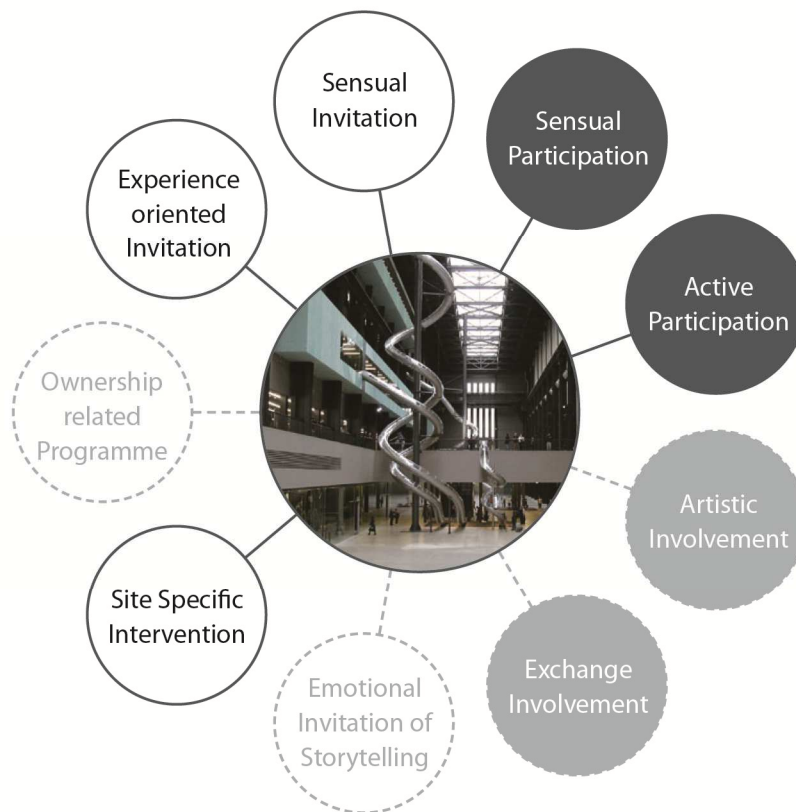 Sensual
Invitation
Sensual
Participation
Experience
oriented
Invitation
Active
Participation
Ownership
related
Programme
Artistic
Involvement
Site Specific
Intervention
Exchange
Involvement
Emotional
Invitation of
Storytelling